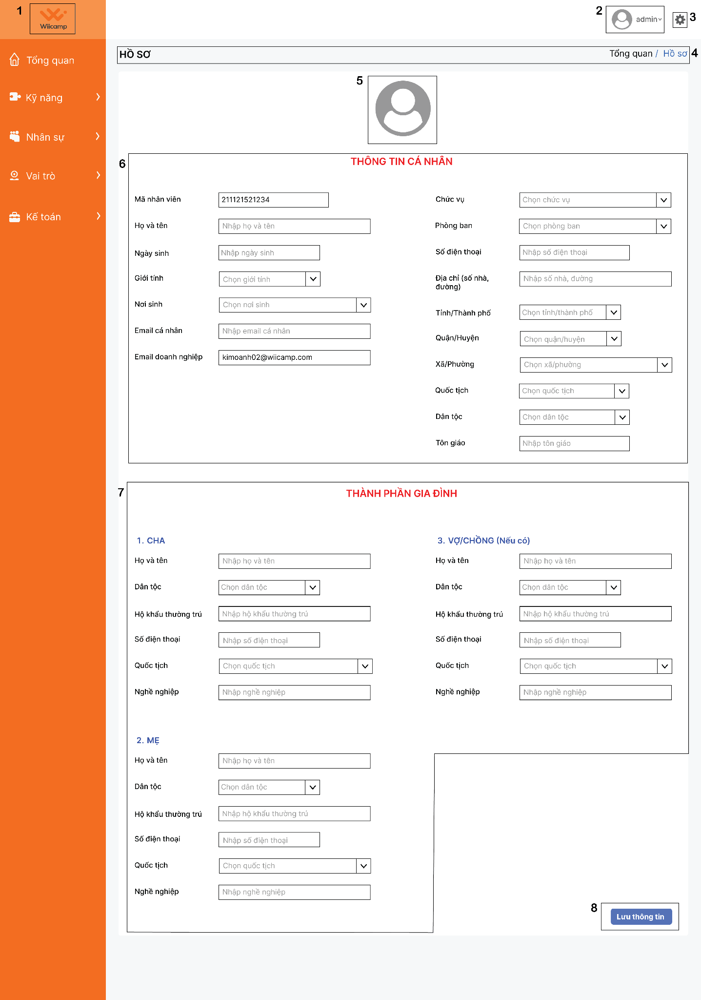 1
Wiicamp
2
admin
3
Tổng quan
Kỹ năng
Nhân sự
Vai trò
Kế toán
HỒ SƠ
Tổng quan / Hồ sơ
4
5
6
THÔNG TIN CÁ NHÂN
Mã nhân viên
211121521234
Họ và tên
Nhập họ và tên
Ngày sinh
Nhập ngày sinh
Giới tính
Chọn giới tính
Nơi sinh
Chọn nơi sinh
Email cá nhân
Nhập email cá nhân
Email doanh nghiệp
kimoanh02@wiicamp.com
Chức vụ
Chọn chức vụ
Phòng ban
Chọn phòng ban
Số điện thoại
Nhập số điện thoại
Địa chỉ (số nhà,
đường)
Nhập số nhà, đường
Tỉnh/Thành phố
Chọn tỉnh/thành phố
Quận/Huyện
Chọn quận/huyện
Xã/Phường
Chọn xã/phường
Quốc tịch
Chọn quốc tịch
Dân tộc
Chọn dân tộc
Tôn giáo
Nhập tôn giáo
7
THÀNH PHẦN GIA ĐÌNH
1. CHA
Họ và tên
Nhập họ và tên
Dân tộc
Chọn dân tộc
Hộ khẩu thường trú
Nhập hộ khẩu thường trú
Số điện thoại
Nhập số điện thoại
Quốc tịch
Chọn quốc tịch
Nghề nghiệp
Nhập nghề nghiệp
3. VỢ/CHỒNG (Nếu có)
Họ và tên
Nhập họ và tên
Dân tộc
Chọn dân tộc
Hộ khẩu thường trú
Nhập hộ khẩu thường trú
Số điện thoại
Nhập số điện thoại
Quốc tịch
Chọn quốc tịch
Nghề nghiệp
Nhập nghề nghiệp
2. MẸ
Họ và tên
Nhập họ và tên
Dân tộc
Chọn dân tộc
Hộ khẩu thường trú
Nhập hộ khẩu thường trú
Số điện thoại
Nhập số điện thoại
Quốc tịch
Chọn quốc tịch
Nghề nghiệp
Nhập nghề nghiệp
8
Lưu thông tin